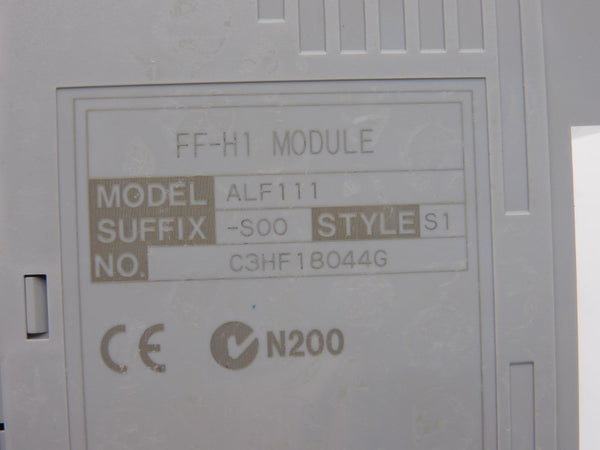 FF-H1 MODULE
MODEL ALF111
SUFFIX -S00 STYLE S1
NO. C3HF18044G
CE N200